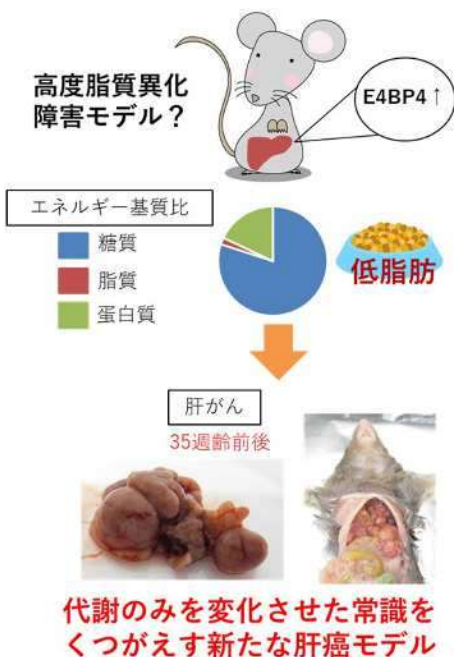 高度脂質異化
障害モデル？
E4BP4↑
エネルギー基質比
糖質
脂質
蛋白質
低脂肪
肝がん
35週齢前後
代謝のみを変化させた常識を
くつがえす新たな肝癌モデル